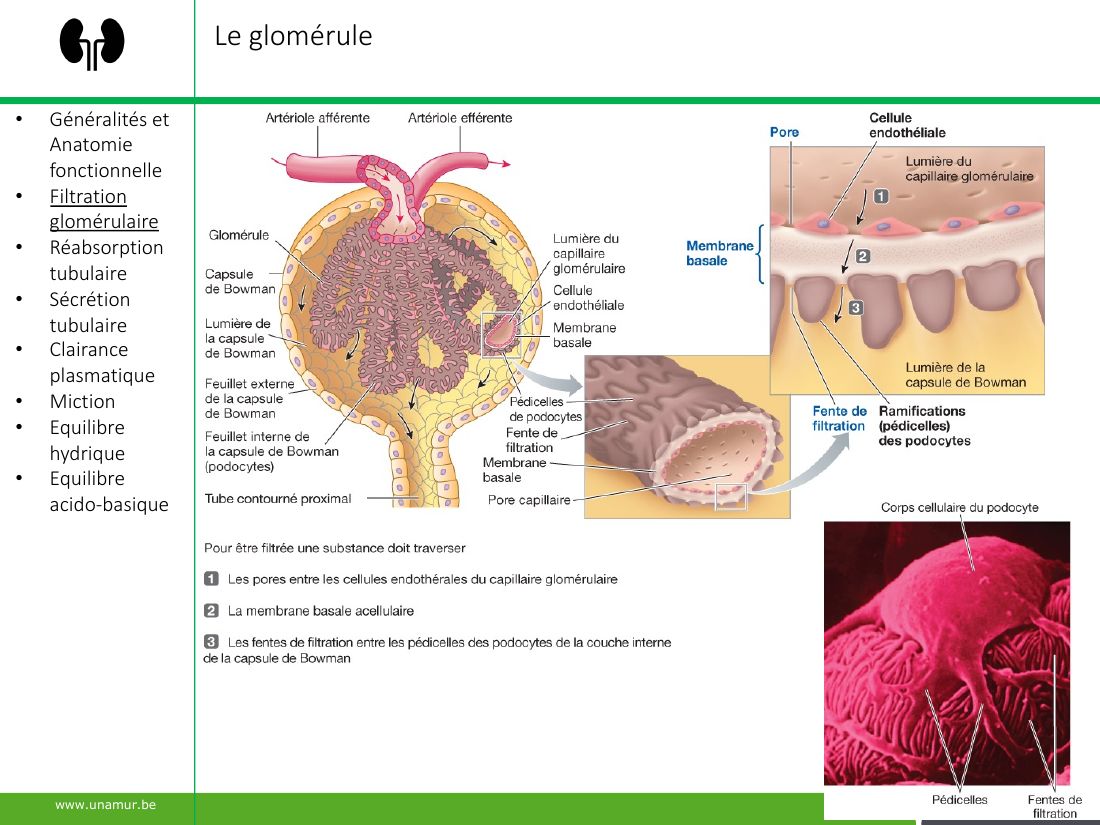 Le glomérule
• Généralités et
Anatomie
fonctionnelle
• Filtration
glomérulaire
• Réabsorption
tubulaire
• Sécrétion
tubulaire
• Clairance
plasmatique
• Miction
• Equilibre
hydrique
• Equilibre
acido-basique
Artériole afférente
Artériole efférente
Glomérule
Capsule
de Bowman
Lumière de
la capsule
de Bowman
Feuillet externe
de la capsule
de Bowman
Feuillet interne de
la capsule de Bowman
(podocytes)
Tube contourné proximal
Lumière du
capillaire
glomérulaire
Cellule
endothéliale
Membrane
basale
Pédicelles
de podocytes
Fente de
filtration
Membrane
basale
Pore capillaire
Pore
Cellule
endothéliale
Lumière du
capillaire glomérulaire
1
Membrane
basale
2
3
Lumière de la
capsule de Bowman
Fente de
filtration
Ramifications
(pédicelles)
des podocytes
Corps cellulaire du podocyte
Pédicelles
Fentes de
filtration
Pour être filtrée une substance doit traverser
1 Les pores entre les cellules endothérales du capillaire glomérulaire
2 La membrane basale acellulaire
3 Les fentes de filtration entre les pédicelles des podocytes de la couche interne
de la capsule de Bowman
www.unamur.be